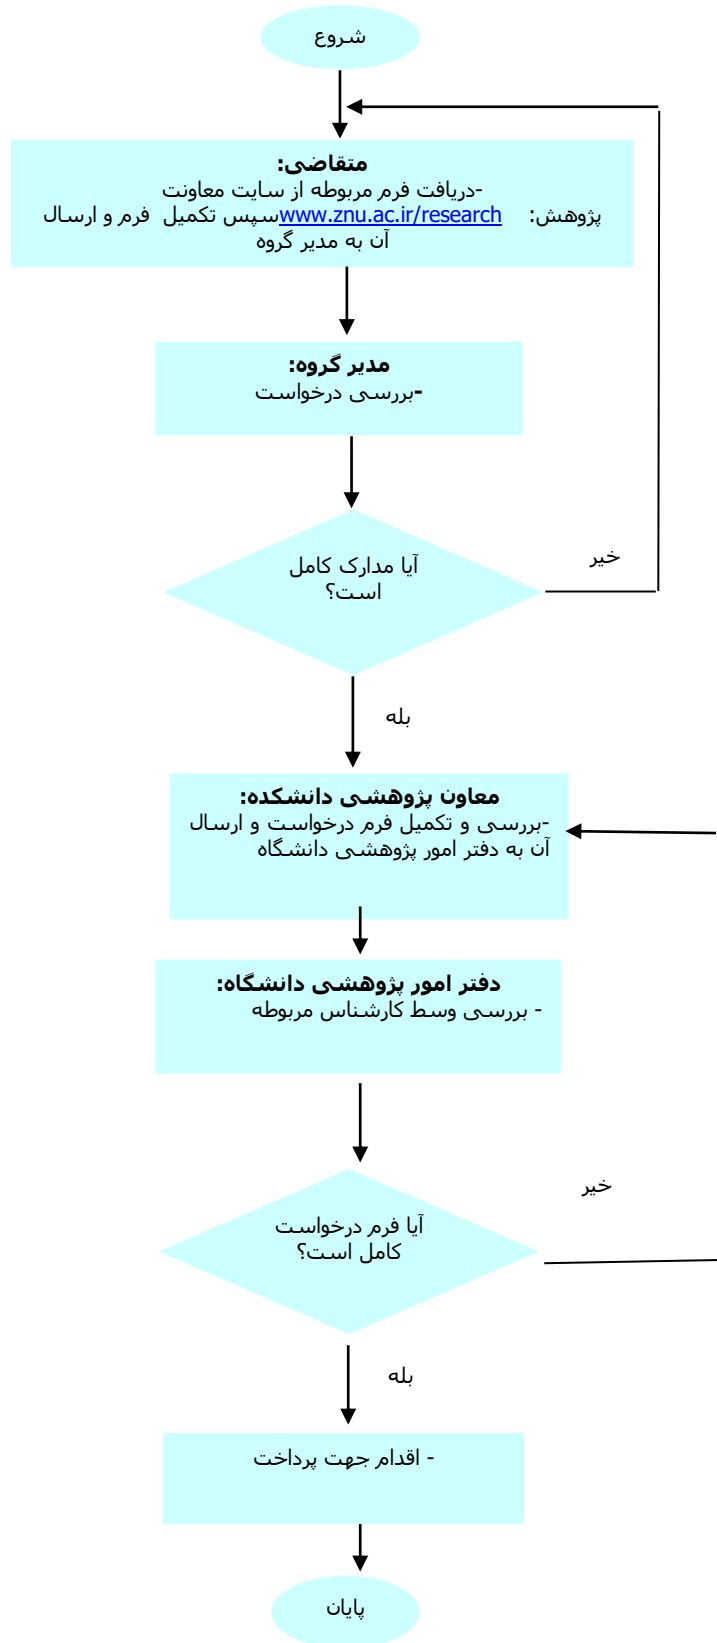 شروع
متقاضی:
-دریافت فرم مربوطه از سایت معاونت
پژوهش: www.znu.ac.ir/research سپس تکمیل فرم و ارسال
آن به مدیر گروه
مدیر گروه:
-بررسی درخواست
آیا مدارک کامل
است؟
خیر
بله
معاون پژوهشی دانشکده:
-بررسی و تکمیل فرم درخواست و ارسال
آن به دفتر امور پژوهشی دانشگاه
دفتر امور پژوهشی دانشگاه:
- بررسی وسط کارشناس مربوطه
خیر
آیا فرم درخواست
کامل است؟
بله
- اقدام جهت پرداخت
پایان